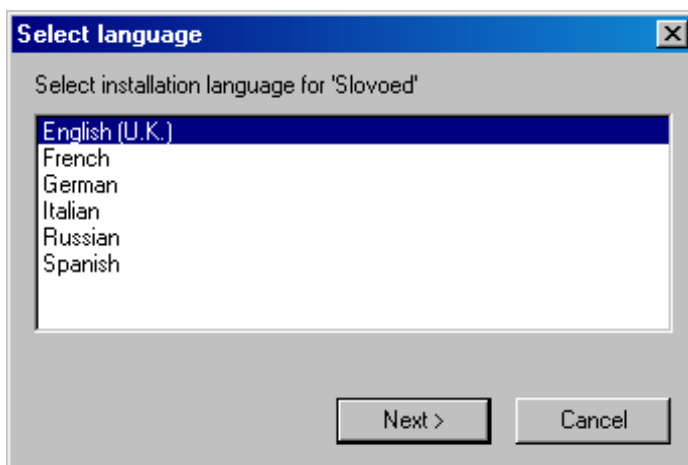 Select language
Select installation language for 'Slovoed'
English (U.K.)
French
German
Italian
Russian
Spanish
Next >
Cancel